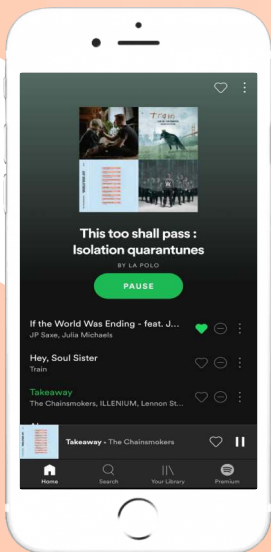 Train
This too shall pass :
Isolation quarantunes
BY LA POLO
PAUSE
If the World Was Ending - feat. J...
JP Saxe, Julia Michaels
Hey, Soul Sister
Train
Takeaway
The Chainsmokers, ILLENIUM, Lennon St...
Takeaway • The Chainsmokers
Home
Search
Your Library
Premium